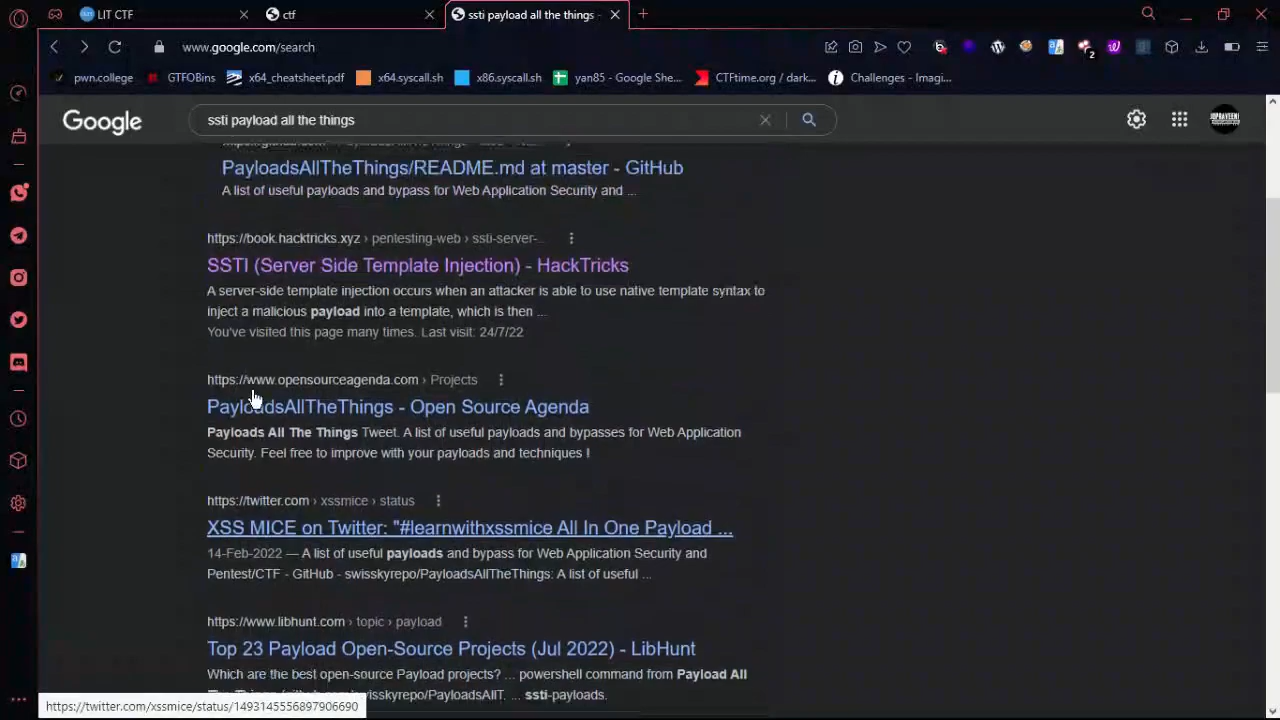 LIT CTF
ctf
ssti payload all the things -
www.google.com/search
2
pwn.college
GTFOBins
x64_cheatsheet.pdf
x64.syscall.sh
x86.syscall.sh
yan85 - Google She...
CTFtime.org / dark...
Challenges - Imagi...
Google
ssti payload all the things
PayloadsAllTheThings/README.md at master - GitHub
A list of useful payloads and bypass for Web Application Security and ...
https://book.hacktricks.xyz › pentesting-web › ssti-server-...
SSTI (Server Side Template Injection) - HackTricks
A server-side template injection occurs when an attacker is able to use native template syntax to
inject a malicious payload into a template, which is then ...
You've visited this page many times. Last visit: 24/7/22
https://www.opensourceagenda.com › Projects
PayloadsAllTheThings - Open Source Agenda
Payloads All The Things Tweet. A list of useful payloads and bypasses for Web Application
Security. Feel free to improve with your payloads and techniques !
https://twitter.com › xssmice › status
XSS MICE on Twitter: "#learnwithxssmice All In One Payload ...
14-Feb-2022 — A list of useful payloads and bypass for Web Application Security and
Pentest/CTF - GitHub - swisskyrepo/PayloadsAllTheThings: A list of useful ...
https://www.libhunt.com › topic › payload
Top 23 Payload Open-Source Projects (Jul 2022) - LibHunt
Which are the best open-source Payload projects? ... powershell command from Payload All
swisskyrepo/PayloadsAllT. ... ssti-payloads.
https://twitter.com/xssmice/status/1493145556897906690